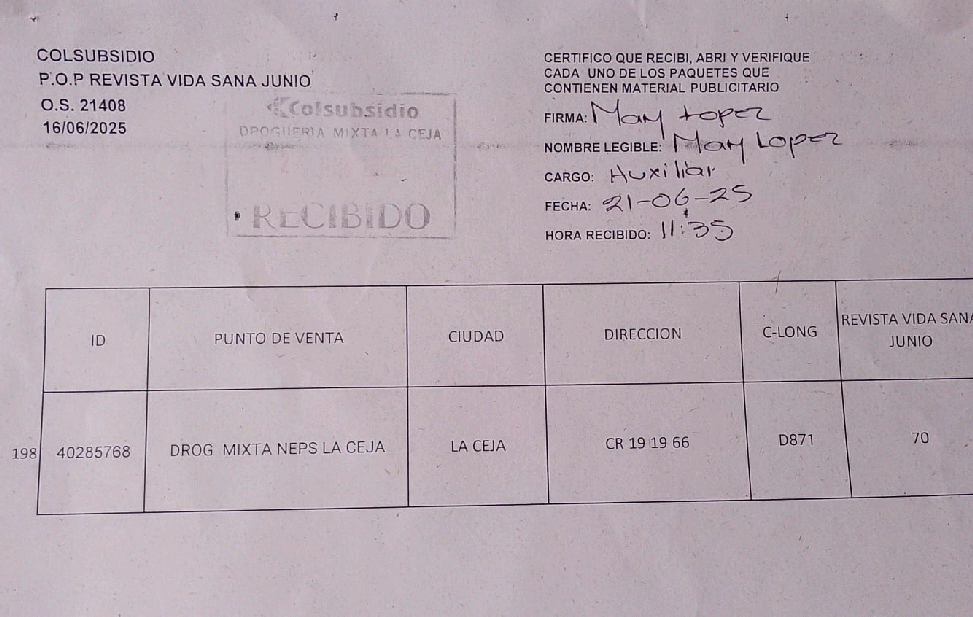 COLSUBSIDIO
P.O.P REVISTA VIDA SANA JUNIO
O.S. 21408
16/06/2025
Colsubsidio
DROGUERIA MIXTA LA CEJA
RECIBIDO
CERTIFICO QUE RECIBI, ABRI Y VERIFIQUE
CADA UNO DE LOS PAQUETES QUE
CONTIENEN MATERIAL PUBLICITARIO
FIRMA: Mary Lopez
NOMBRE LEGIBLE: Mary Lopez
CARGO: Auxiliar
FECHA: 21-06-25
HORA RECIBIDO: 11:35
ID PUNTO DE VENTA CIUDAD DIRECCION C-LONG REVISTA VIDA SANA
JUNIO
198 40285768 DROG MIXTA NEPS LA CEJA LA CEJA CR 19 19 66 D871 70